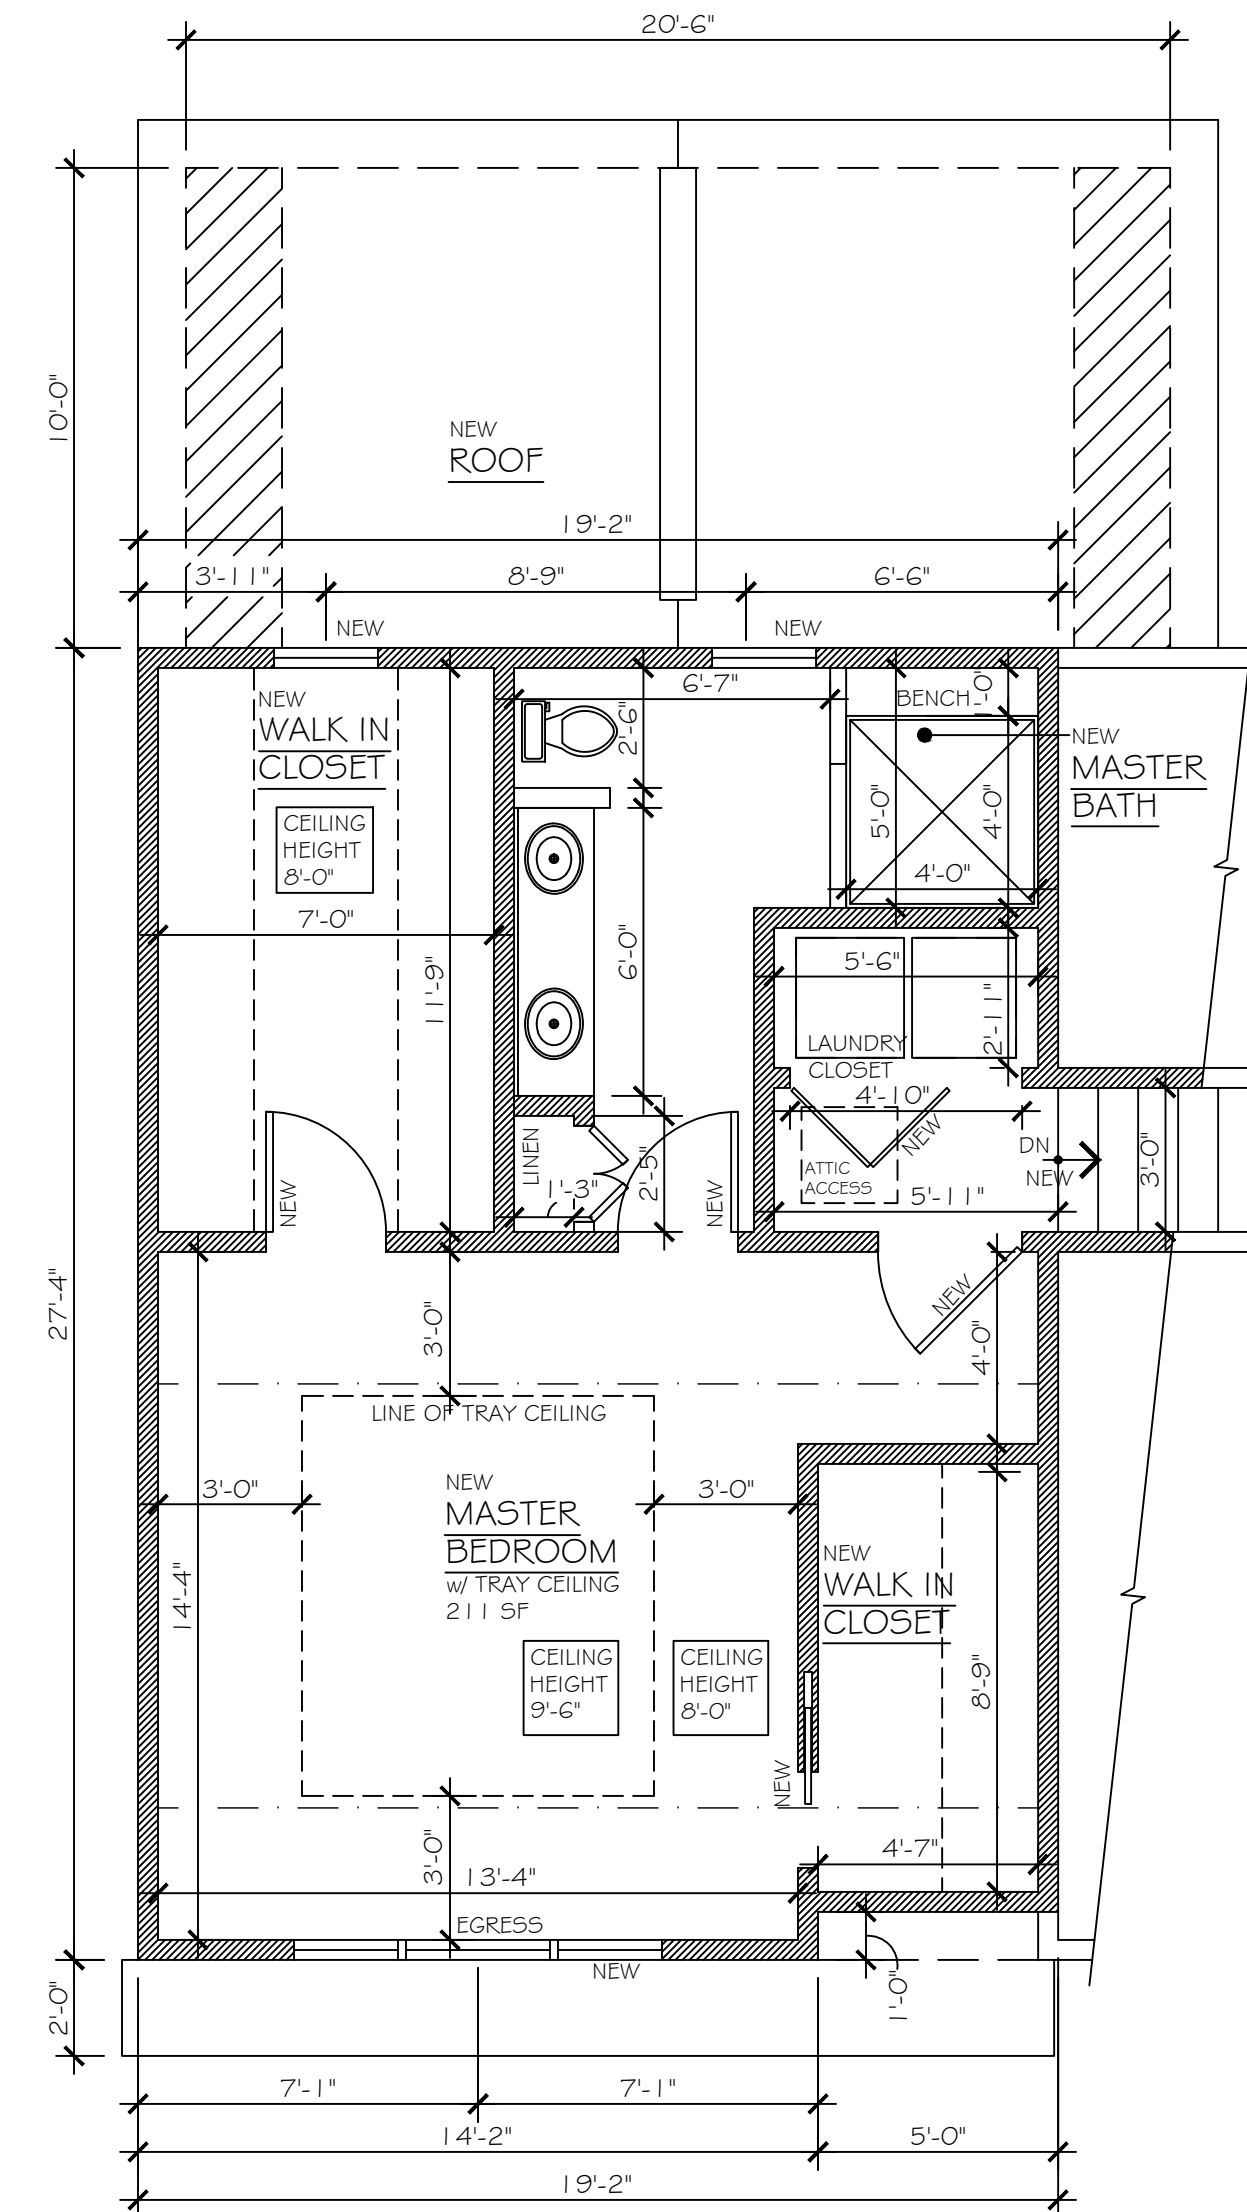 20'-6"
10'-0"
NEW
ROOF
19'-2"
3'-11"
8'-9"
6'-6"
NEW
NEW
6'-7"
2'-6"
BENCH
1'-0"
NEW
WALK IN
CLOSET
CEILING
HEIGHT
8'-0"
NEW
MASTER
BATH
5'-0"
4'-0"
4'-0"
7'-0"
11'-9"
6'-0"
5'-6"
2'-11"
LAUNDRY
CLOSET
4'-10"
NEW
ATTIC
ACCESS
DN
NEW
3'-0"
5'-11"
LINEN
1'-3"
2'-5"
NEW
NEW
27'-4"
NEW
3'-0"
4'-0"
LINE OF TRAY CEILING
3'-0"
3'-0"
NEW
MASTER
BEDROOM
w/ TRAY CEILING
211 SF
14'-4"
CEILING
HEIGHT
9'-6"
CEILING
HEIGHT
8'-0"
NEW
WALK IN
CLOSET
8'-9"
NEW
4'-7"
3'-0"
13'-4"
EGRESS
NEW
1'-0"
2'-0"
7'-1"
7'-1"
14'-2"
5'-0"
19'-2"